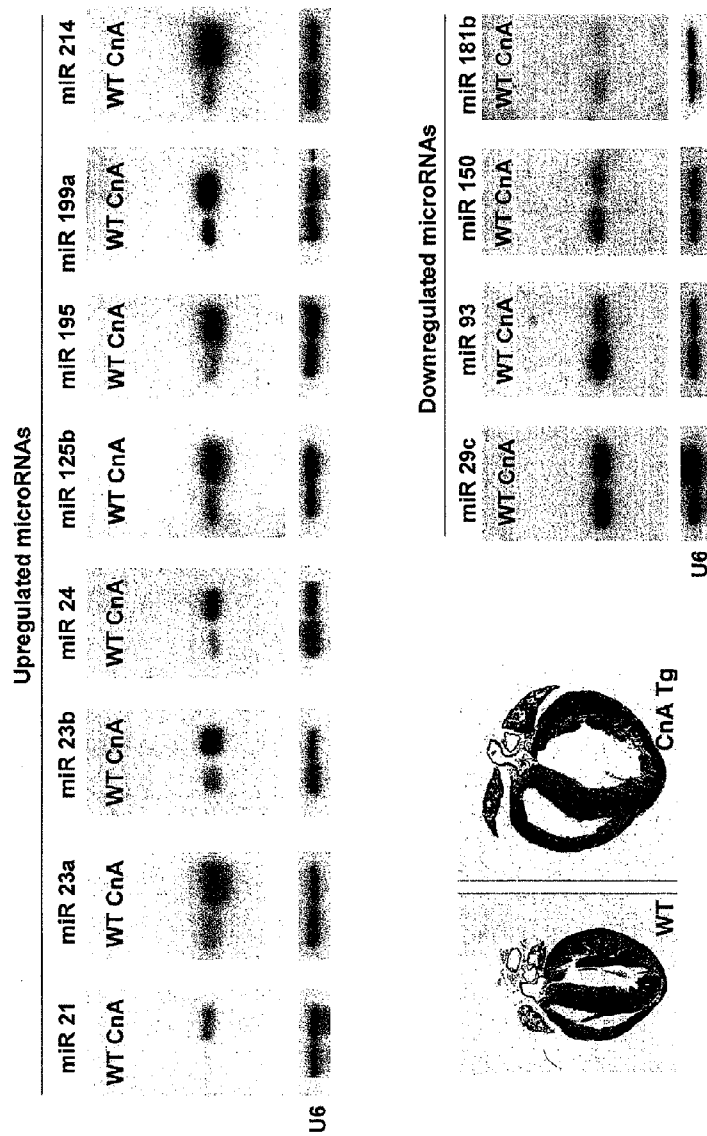 Upregulated microRNAs
miR 21 miR 23a miR 23b miR 24 miR 125b miR 195 miR 199a miR 214
WT CnA WT CnA WT CnA WT CnA WT CnA WT CnA WT CnA WT CnA
U6
Downregulated microRNAs
miR 29c miR 93 miR 150 miR 181b
WT CnA WT CnA WT CnA WT CnA
U6
WT
CnA Tg